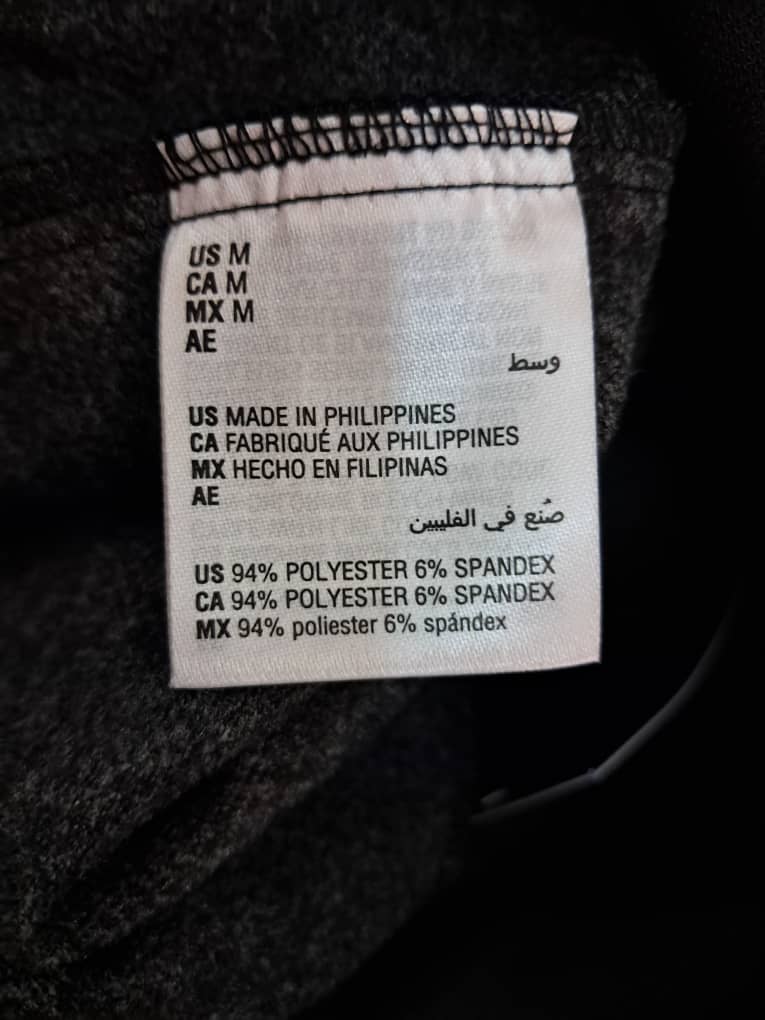 US M
CA M
MX M
AE
وسط
US MADE IN PHILIPPINES
CA FABRIQUÉ AUX PHILIPPINES
MX HECHO EN FILIPINAS
AE
صُنع في الفليبين
US 94% POLYESTER 6% SPANDEX
CA 94% POLYESTER 6% SPANDEX
MX 94% poliester 6% spándex